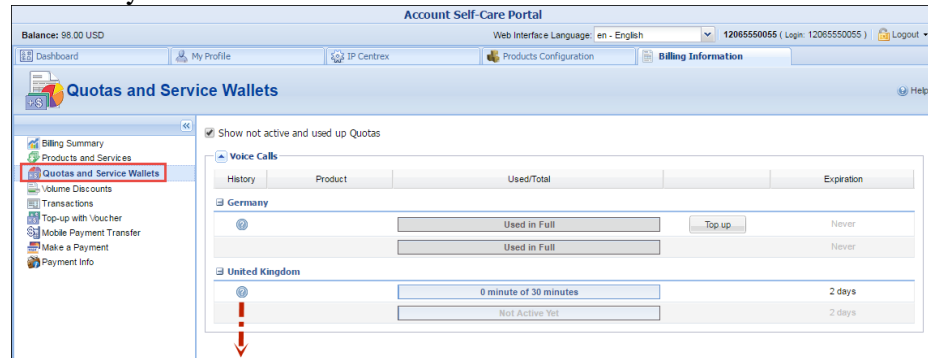 Account Self-Care Portal
Balance: 98.00 USD Web Interface Language: en - English 12065550055 ( Login: 12065550055 ) Logout
Dashboard My Profile IP Centrex Products Configuration Billing Information
Quotas and Service Wallets Help
Show not active and used up Quotas
Billing Summary
Products and Services
Quotas and Service Wallets
Volume Discounts
Transactions
Top-up with Voucher
Mobile Payment Transfer
Make a Payment
Payment Info
Voice Calls
History Product Used/Total Expiration
Germany
Used in Full Top up Never
Used in Full Never
United Kingdom
0 minute of 30 minutes 2 days
Not Active Yet 2 days